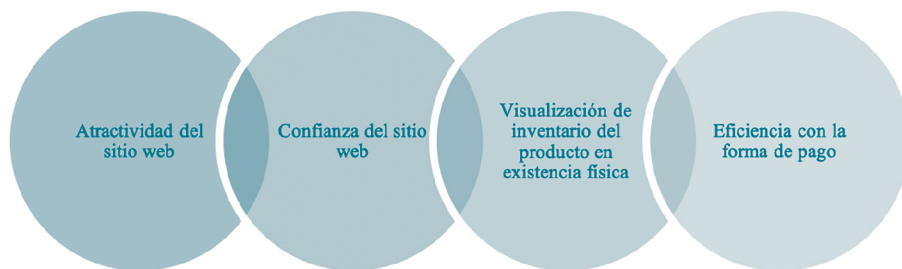 Atractividad del
sitio web
Confianza del sitio
web
Visualización de
inventario del
producto en
existencia física
Eficiencia con la
forma de pago